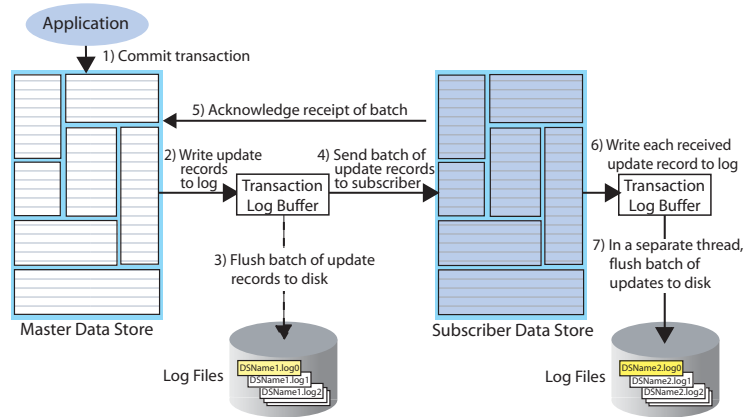 Application
1) Commit transaction
5) Acknowledge receipt of batch
2) Write update
records
to log
4) Send batch of
update records
to subscriber
6) Write each received
update record to log
Transaction
Log Buffer
Transaction
Log Buffer
3) Flush batch of update
records to disk
7) In a separate thread,
flush batch of
updates to disk
Master Data Store
Subscriber Data Store
Log Files
DSName1.log0
DSName1.log1
DSName1.log2
Log Files
DSName2.log0
DSName2.log1
DSName2.log2